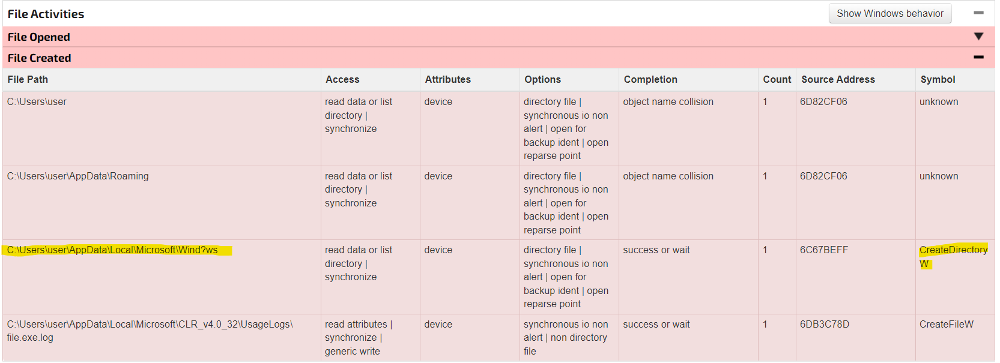 File Activities
Show Windows behavior
File Opened
File Created
File Path Access Attributes Options Completion Count Source Address Symbol
C:\Users\user read data or list directory file | object name collision 1 6D82CF06 unknown
device
directory | synchronous io non
synchronize alert | open for
backup ident | open
reparse point
C:\Users\user\AppData\Roaming read data or list device directory file | object name collision 1 6D82CF06 unknown
directory | synchronous io non
synchronize alert | open for
backup ident | open
reparse point
C:\Users\user\AppData\Local\Microsoft\Wind?ws read data or list device directory file | success or wait 1 6C67BEFF CreateDirectory
directory | synchronous io non W
synchronize alert | open for
backup ident | open
reparse point
C:\Users\user\AppData\Local\Microsoft\CLR_v4.0_32\UsageLogs\ read attributes | device synchronous io non success or wait 1 6DB3C78D CreateFileW
file.exe.log synchronize | alert | non directory
generic write file